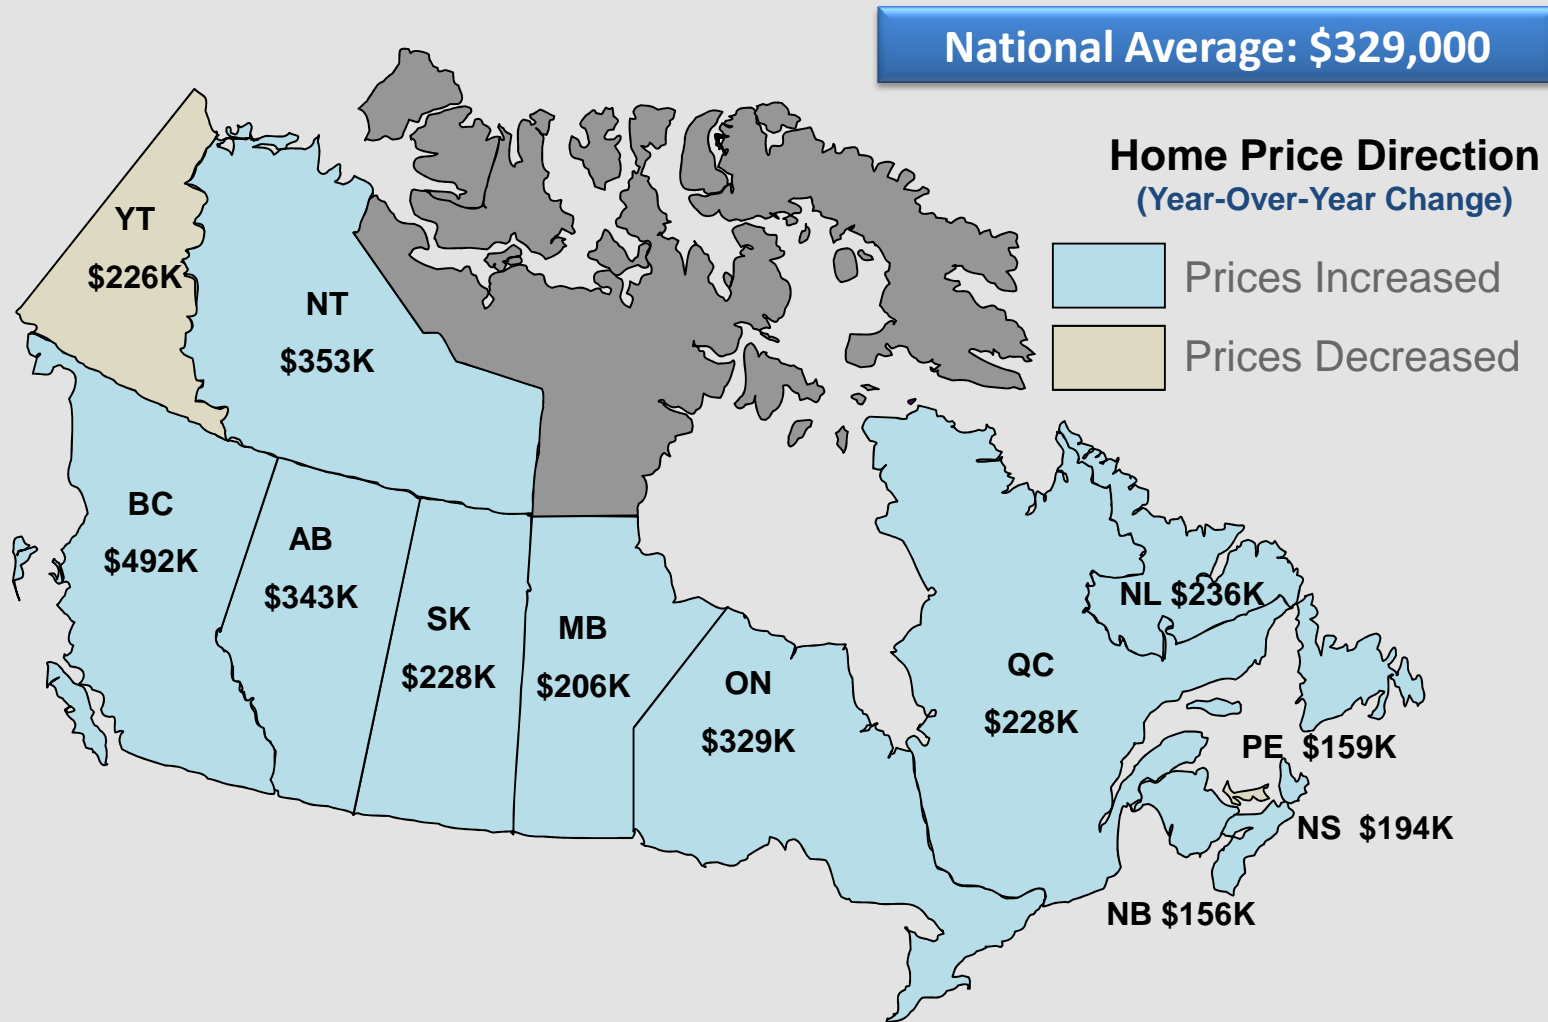 National Average: $329,000
Home Price Direction
(Year-Over-Year Change)
Prices Increased
Prices Decreased
YT
$226K
NT
$353K
BC
$492K
AB
$343K
SK
$228K
MB
$206K
ON
$329K
QC
$228K
NL $236K
PE $159K
NS $194K
NB $156K